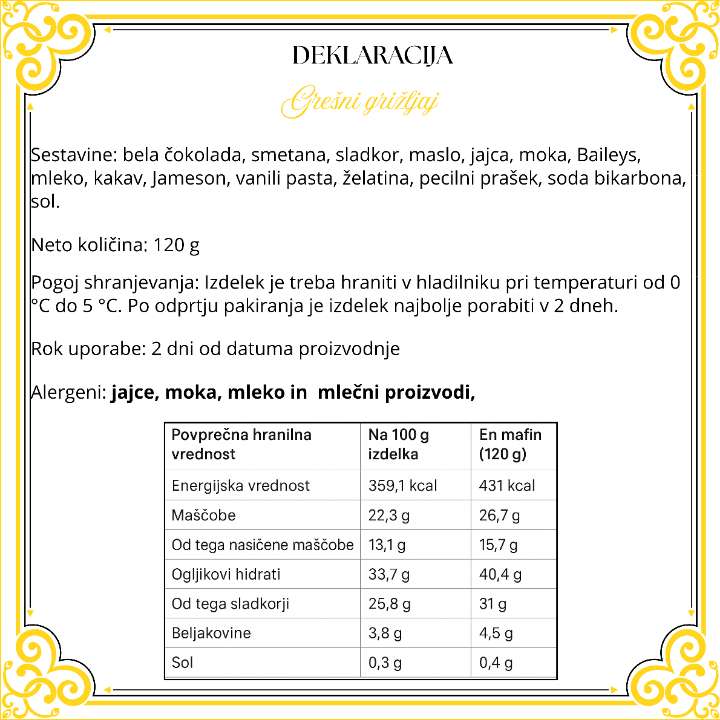 DEKLARACIJA
Grešni grižljaj
Sestavine: bela čokolada, smetana, sladkor, maslo, jajca, moka, Baileys,
mleko, kakav, Jameson, vanili pasta, želatina, pecilni prašek, soda bikarbona,
sol.
Neto količina: 120 g
Pogoj shranjevanja: Izdelek je treba hraniti v hladilniku pri temperaturi od 0
°C do 5 °C. Po odprtju pakiranja je izdelek najbolje porabiti v 2 dneh.
Rok uporabe: 2 dni od datuma proizvodnje
Alergeni: jajce, moka, mleko in  mlečni proizvodi,
Povprečna hranilna vrednost Na 100 g izdelka En mafin (120 g)
Energijska vrednost 359,1 kcal 431 kcal
Maščobe 22,3 g 26,7 g
Od tega nasičene maščobe 13,1 g 15,7 g
Ogljikovi hidrati 33,7 g 40,4 g
Od tega sladkorji 25,8 g 31 g
Beljakovine 3,8 g 4,5 g
Sol 0,3 g 0,4 g